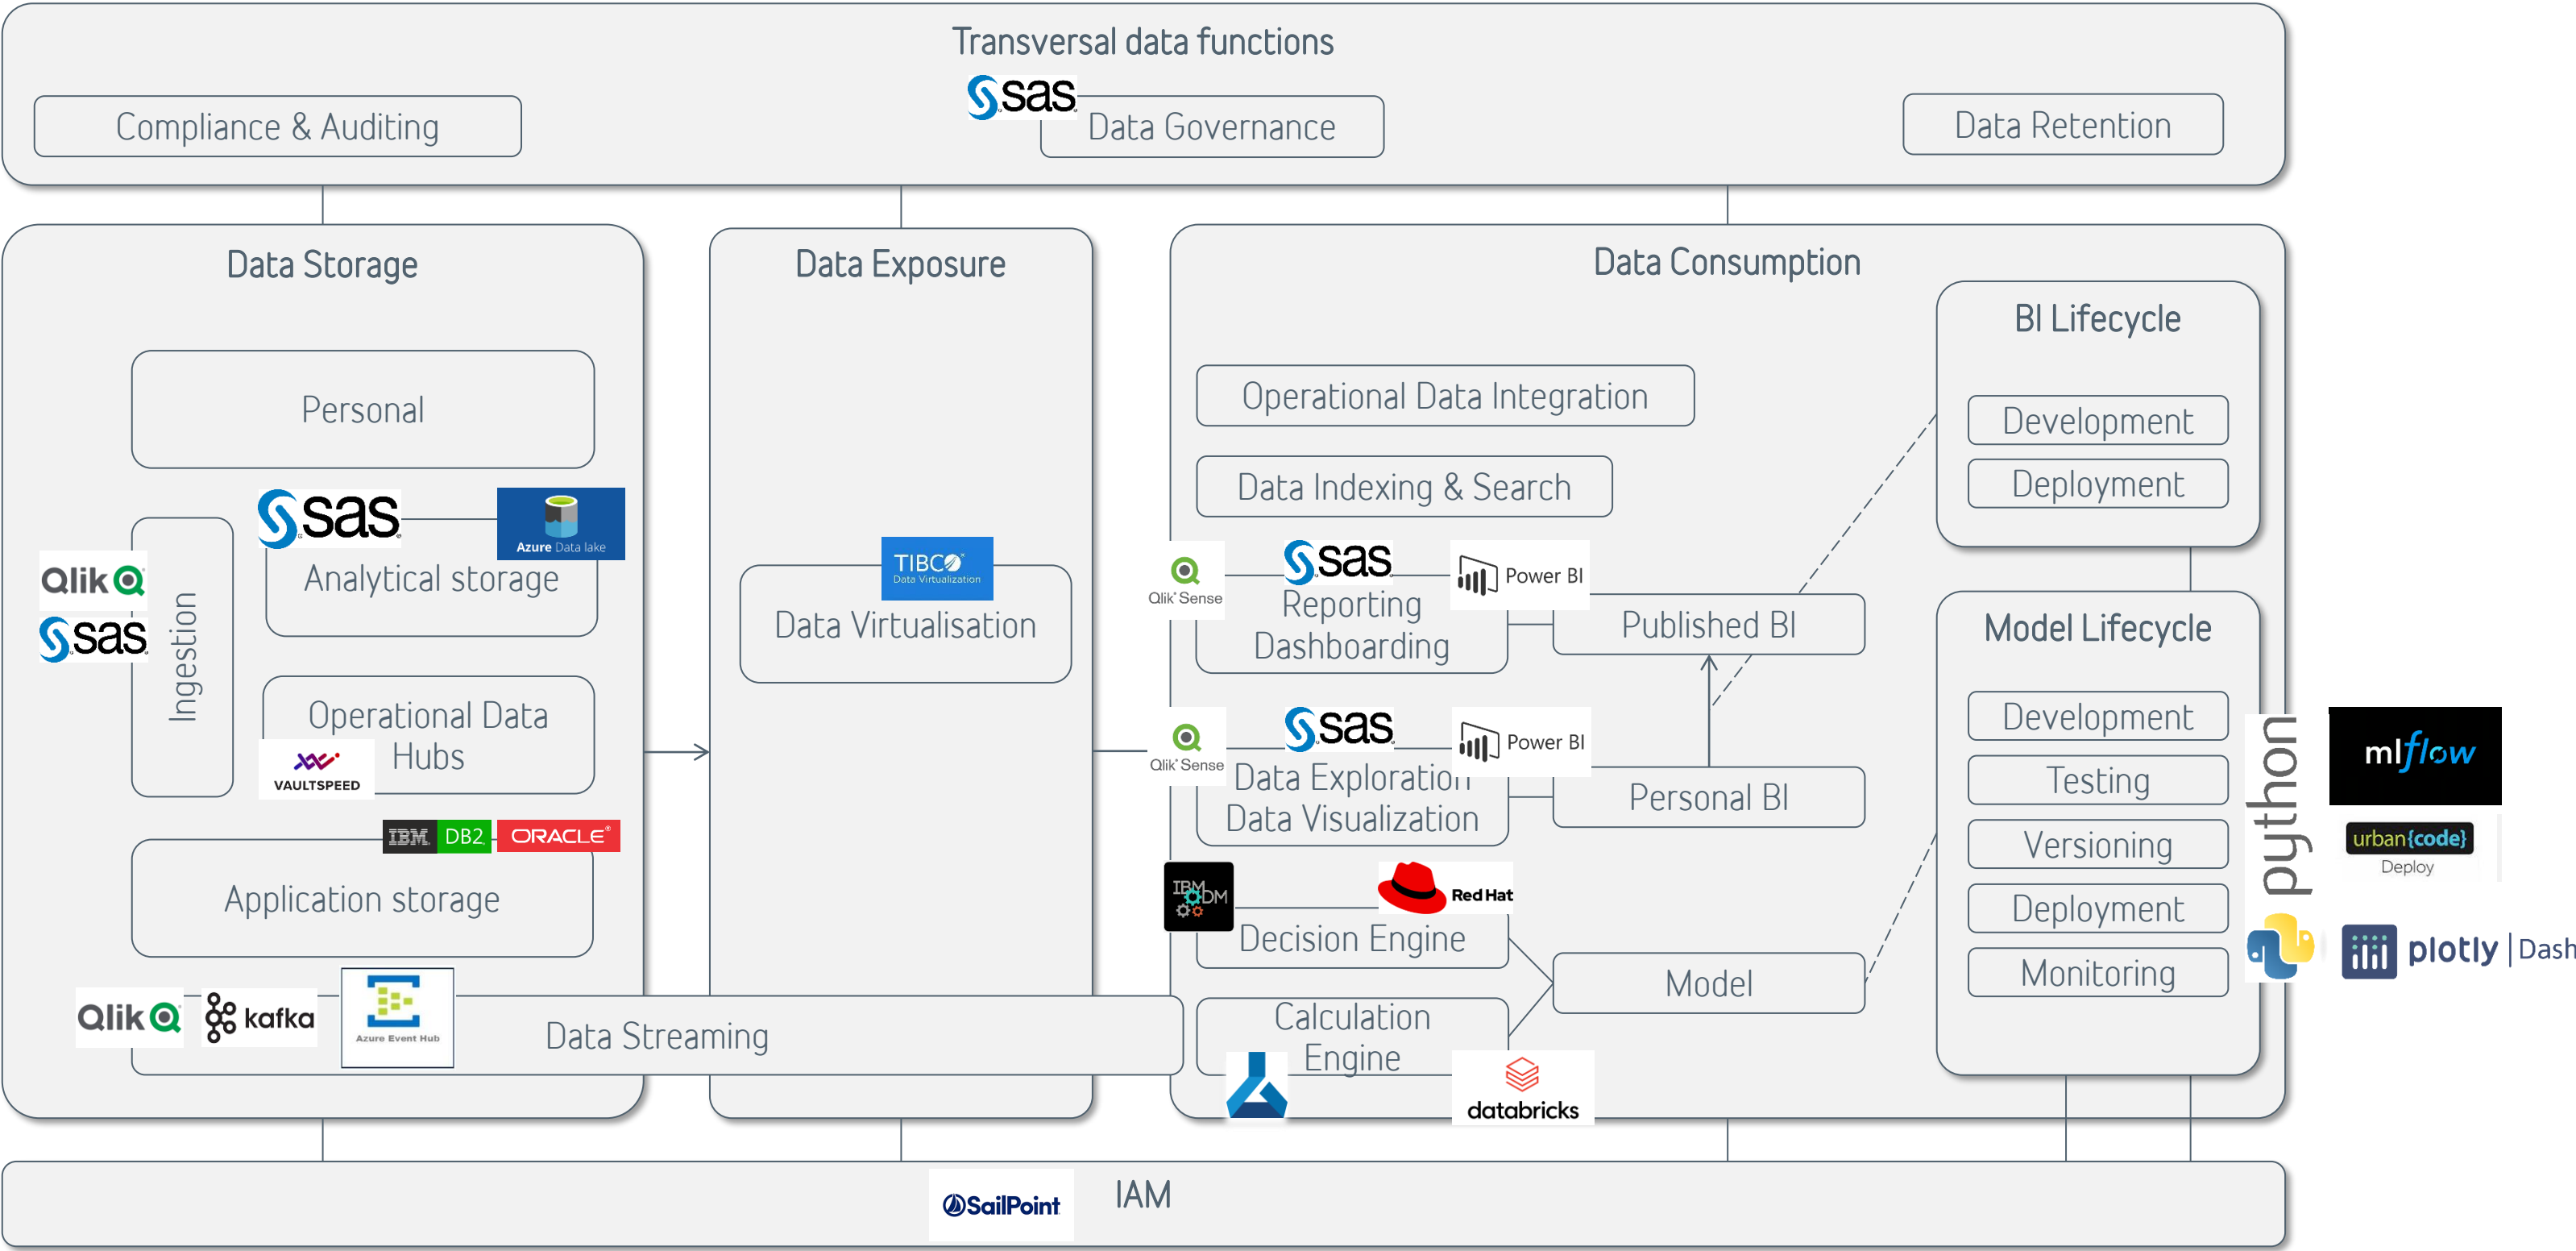 Transversal data functions
sas
Compliance & Auditing
Data Governance
Data Retention
Data Storage
Personal
sas
Azure Data lake
Analytical storage
Qlik
sas
Ingestion
Operational Data
Hubs
VAULTSPEED
IBM DB2
ORACLE
Application storage
Qlik
kafka
Azure Event Hub
Data Streaming
Data Exposure
TIBCO
Data Virtualization
Data Virtualisation
Data Consumption
Operational Data Integration
Data Indexing & Search
Qlik Sense
sas
Power BI
Reporting
Dashboarding
Published BI
Qlik Sense
sas
Power BI
Data Exploration
Data Visualization
Personal BI
IBM ODM
Red Hat
Decision Engine
Model
Calculation
Engine
databricks
BI Lifecycle
Development
Deployment
Model Lifecycle
Development
Testing
Versioning
Deployment
Monitoring
python
mlflow
urban{code}
Deploy
plotly | Dash
SailPoint
IAM